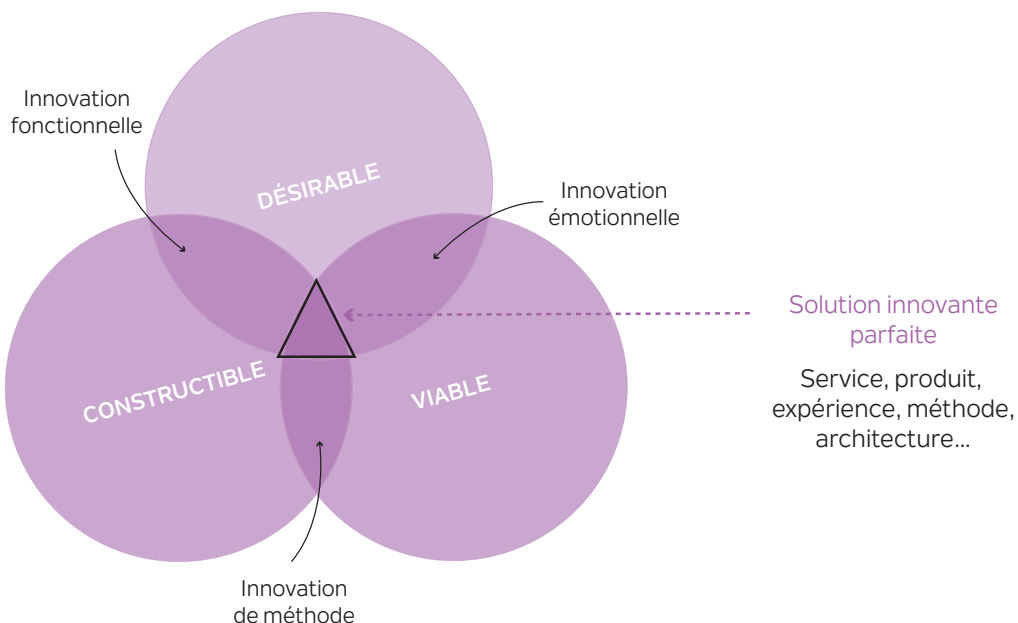 Innovation
fonctionnelle
DÉSIRABLE
Innovation
émotionnelle
Solution innovante
parfaite
Service, produit,
expérience, méthode,
architecture...
CONSTRUCTIBLE
VIABLE
Innovation
de méthode